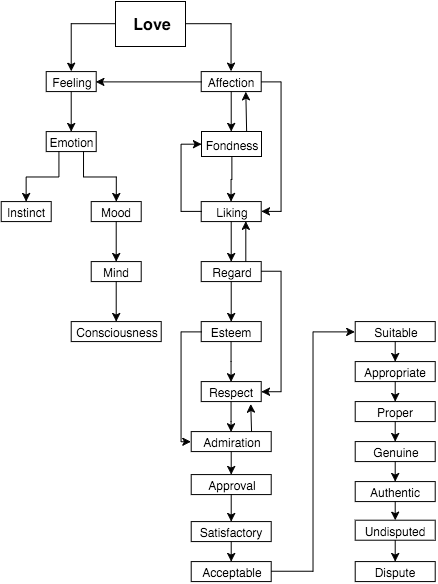 Love
Feeling
Affection
Emotion
Fondness
Instinct
Mood
Liking
Mind
Regard
Consciousness
Esteem
Suitable
Respect
Appropriate
Proper
Admiration
Genuine
Approval
Authentic
Satisfactory
Undisputed
Acceptable
Dispute